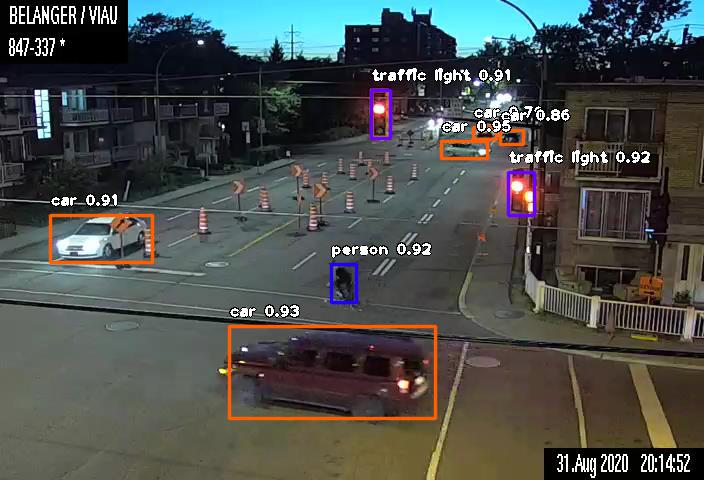 BELANGER / VIAU
847-337 *
traffic light 0.91
car 0.86
car 0.95
traffic light 0.92
car 0.91
person 0.92
car 0.93
31.Aug 2020 20:14:52